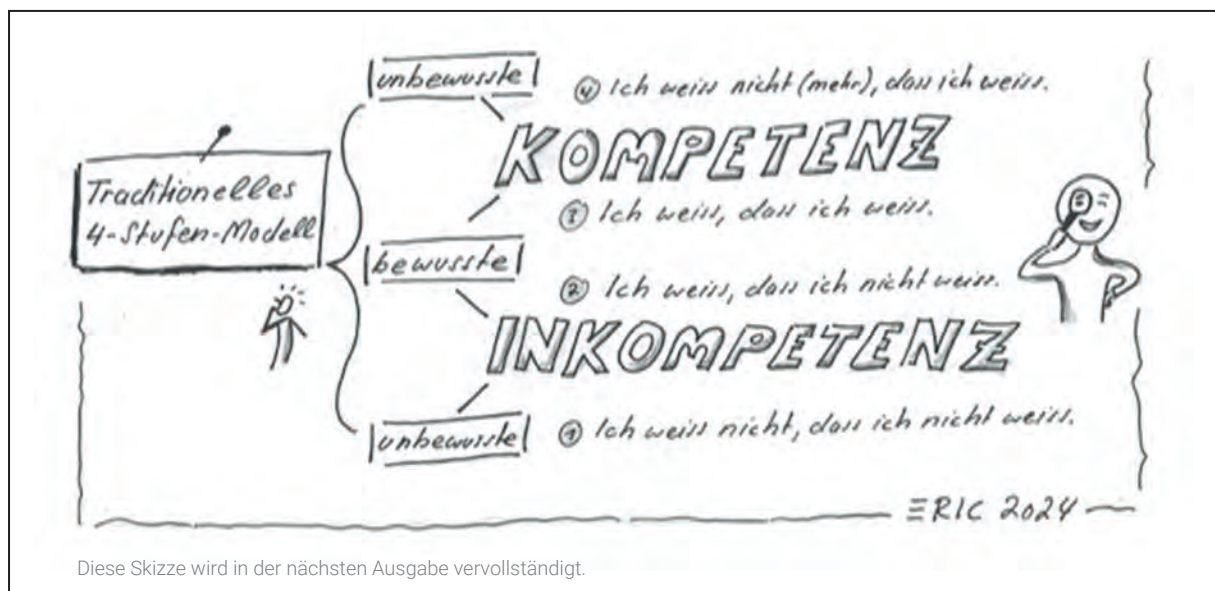 unbewusste
④ Ich weiss nicht (mehr), dass ich weiss.
KOMPETENZ
Traditionelles
4-Stufen-Modell
③ Ich weiss, dass ich weiss.
bewusste
② Ich weiss, dass ich nicht weiss.
INKOMPETENZ
unbewusste
① Ich weiss nicht, dass ich nicht weiss.
ERIC 2024
Diese Skizze wird in der nächsten Ausgabe vervollständigt.